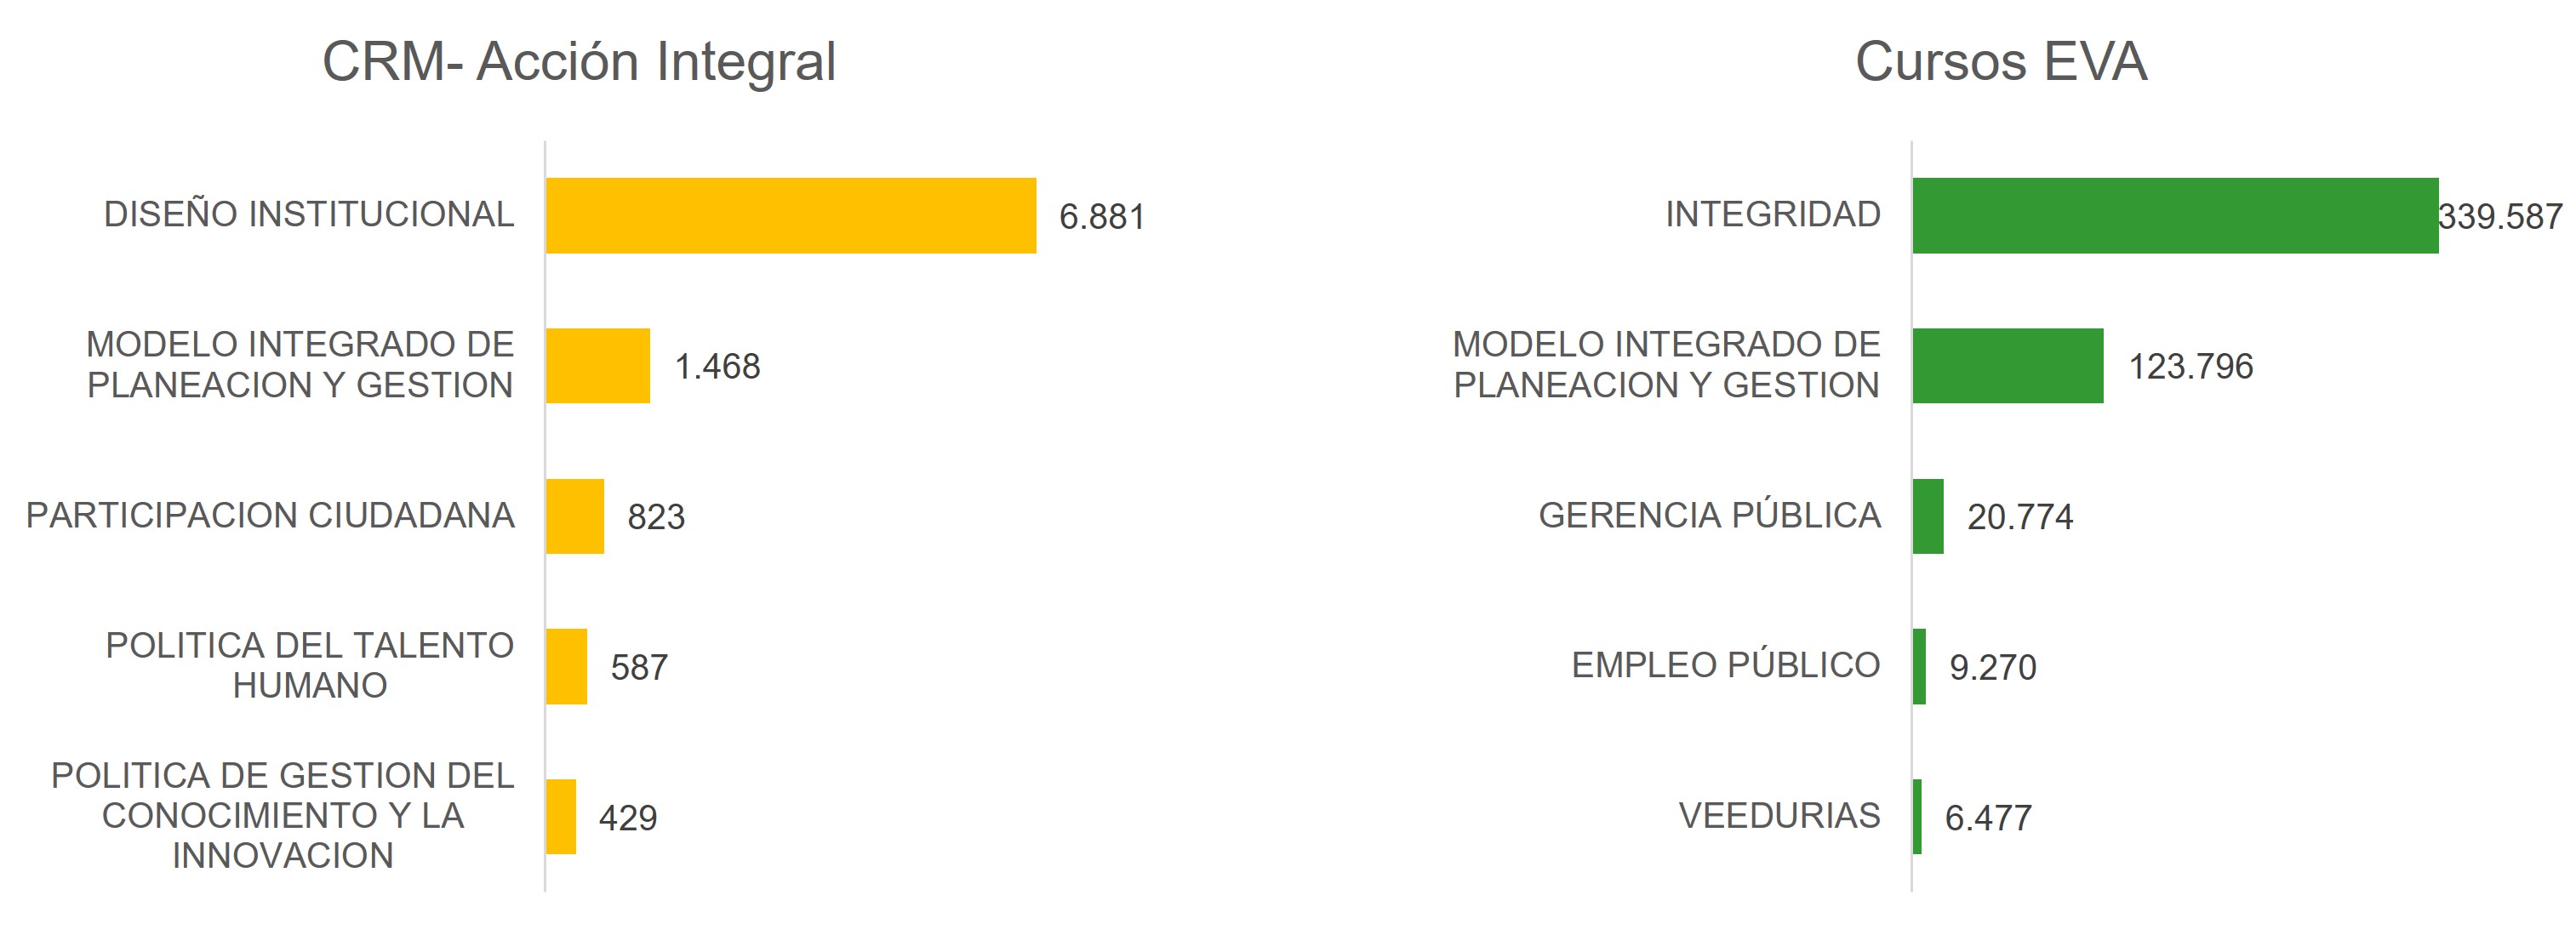 CRM- Acción Integral
DISEÑO INSTITUCIONAL
6.881
MODELO INTEGRADO DE
PLANEACION Y GESTION
1.468
PARTICIPACION CIUDADANA
823
POLITICA DEL TALENTO
HUMANO
587
POLITICA DE GESTION DEL
CONOCIMIENTO Y LA
INNOVACION
429
Cursos EVA
INTEGRIDAD
339.587
MODELO INTEGRADO DE
PLANEACION Y GESTION
123.796
GERENCIA PÚBLICA
20.774
EMPLEO PÚBLICO
9.270
VEEDURIAS
6.477